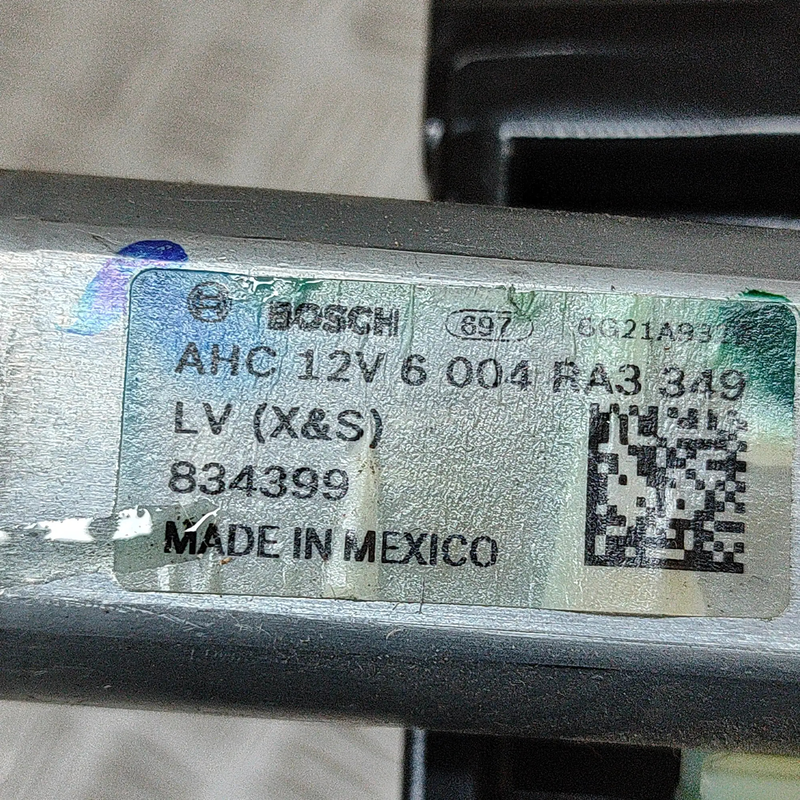 BOSCH 697
AHC 12V 6 004 RA3 349
LV (X&S)
834399
MADE IN MEXICO